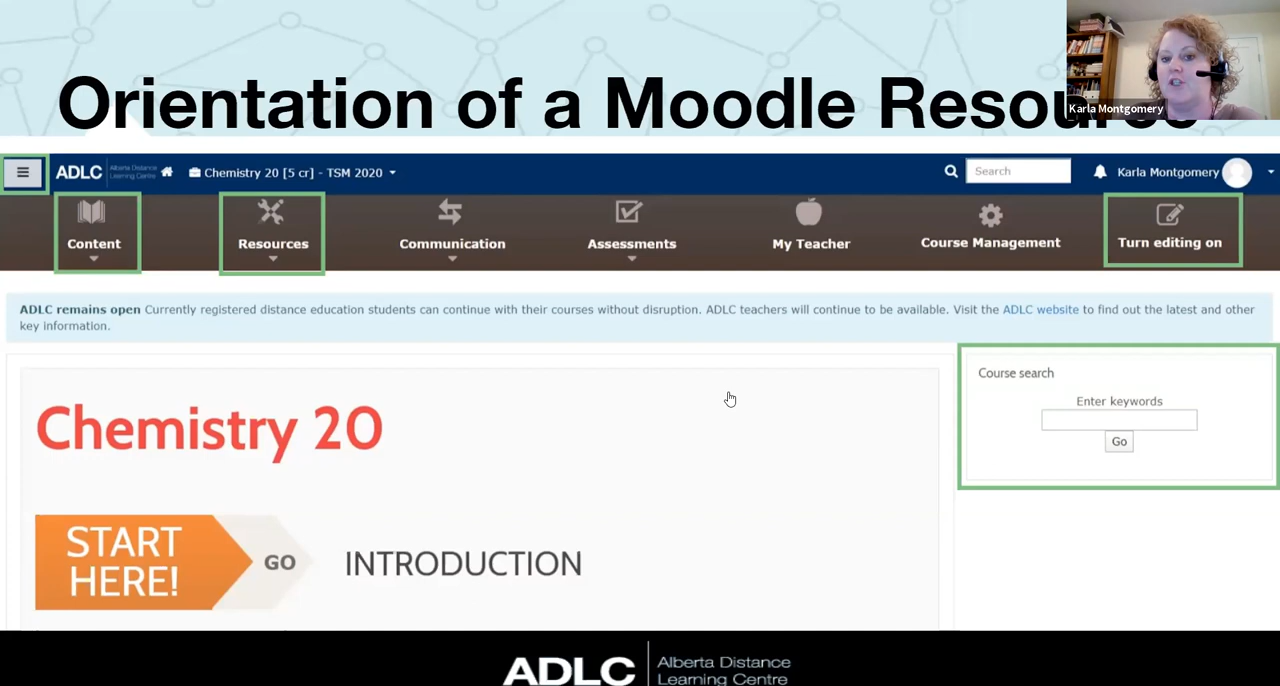 Orientation of a Moodle Resource
Karla Montgomery
ADLC Alberta Distance Learning Centre Chemistry 20 [5 cr] - TSM 2020 Search Karla Montgomery
Content Resources Communication Assessments My Teacher Course Management Turn editing on
ADLC remains open Currently registered distance education students can continue with their courses without disruption. ADLC teachers will continue to be available. Visit the ADLC website to find out the latest and other
key information.
Course search
Enter keywords
Go
Chemistry 20
START
HERE!
GO
INTRODUCTION
ADLC
Alberta Distance
Learning Centre